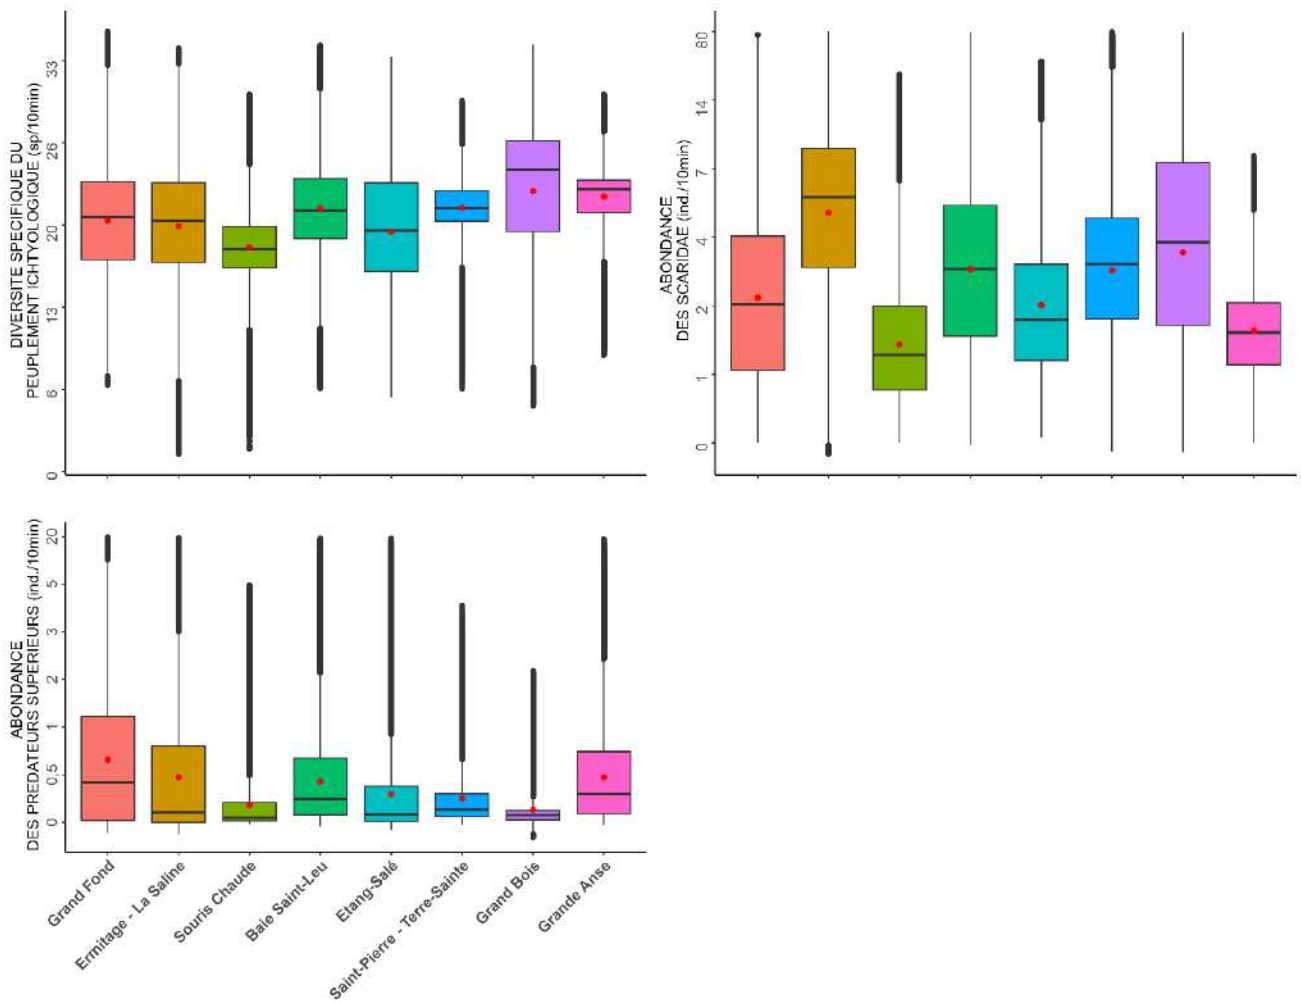 DIVERSITE SPECIFIQUE DU
PEUPLEMENT ICHTYOLOGIQUE (sp/10min)
33
26
20
13
6
0
ABONDANCE
DES SCARIDAE (ind./10min)
80
14
7
4
2
1
0
ABONDANCE
DES PREDATEURS SUPERIEURS (ind./10min)
20
5
3
2
1
0.5
0
Grand Fond
Ermitage - La Saline
Souris Chaude
Baie Saint-Leu
Etang-Salé
Saint-Pierre - Terre-Sainte
Grand Bois
Grande Anse